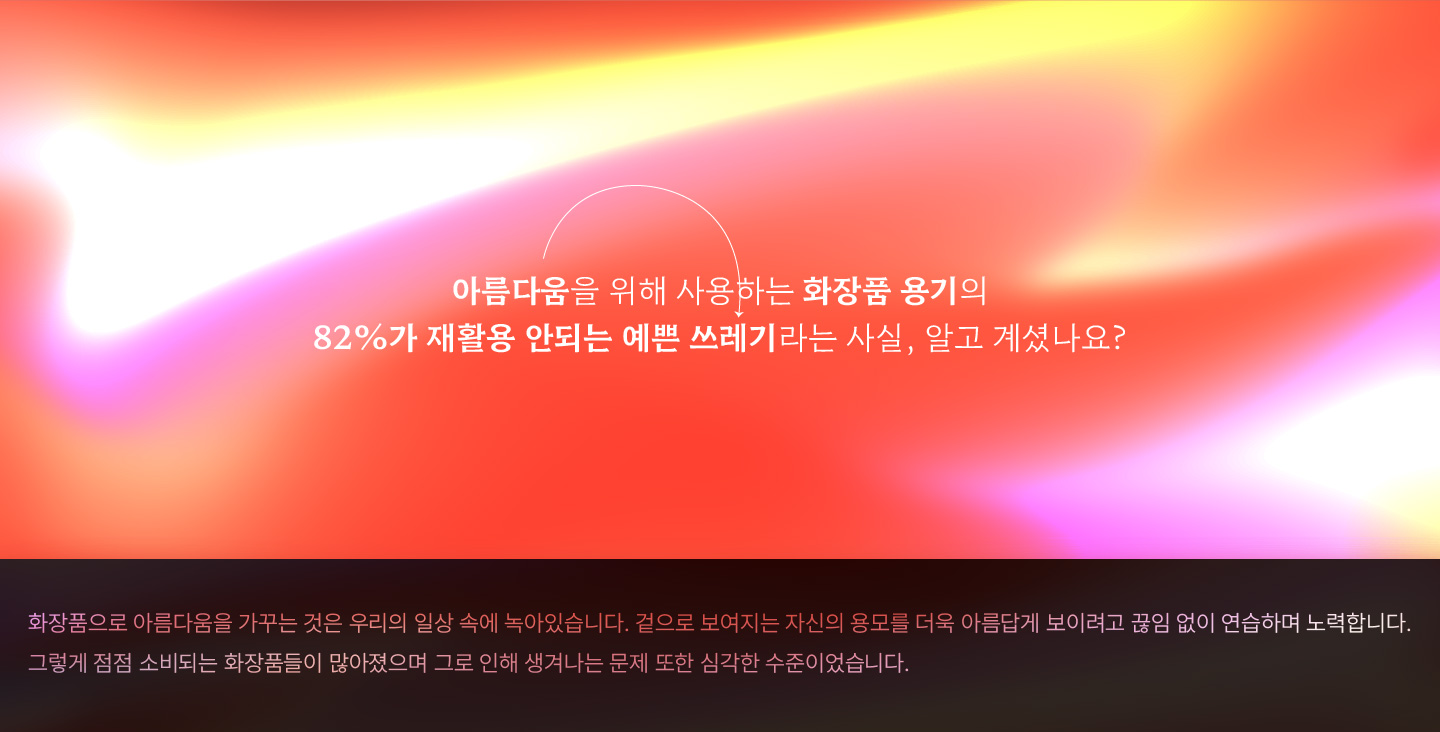 아름다움을 위해 사용하는 화장품 용기의
82%가 재활용 안되는 예쁜 쓰레기라는 사실, 알고 계셨나요?
화장품으로 아름다움을 가꾸는 것은 우리의 일상 속에 녹아있습니다. 겉으로 보여지는 자신의 용모를 더욱 아름답게 보이려고 끊임 없이 연습하며 노력합니다.
그렇게 점점 소비되는 화장품들이 많아졌으며 그로 인해 생겨나는 문제 또한 심각한 수준이었습니다.